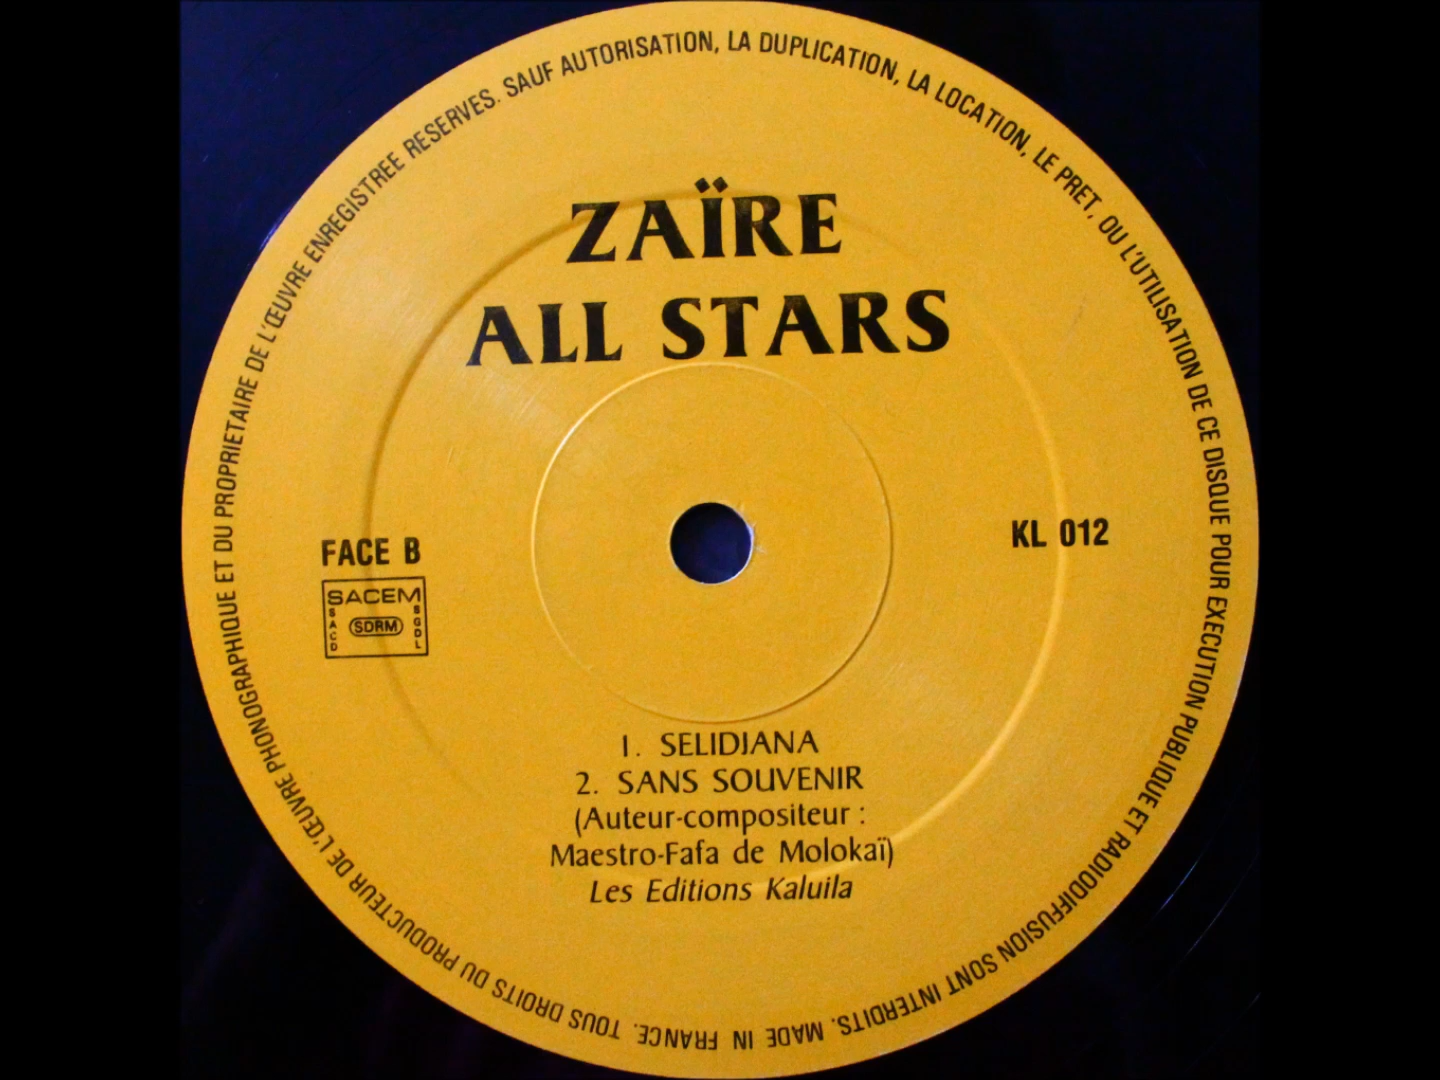 TOUS DROITS DU PRODUCTEUR DE L'ŒUVRE PHONOGRAPHIQUE ET DU PROPRIETAIRE DE L'ŒUVRE ENREGISTREE RESERVES. SAUF AUTORISATION, LA DUPLICATION, LA LOCATION, LE PRET, OU L'UTILISATION DE CE DISQUE POUR EXECUTION PUBLIQUE ET RADIODIFFUSION SONT INTERDITS. MADE IN FRANCE.
ZAÏRE
ALL STARS
FACE B
KL 012
SACEM
SACD
SDRM
SGDL
1. SELIDJANA
2. SANS SOUVENIR
(Auteur-compositeur :
Maestro-Fafa de Molokaï)
Les Editions Kaluila